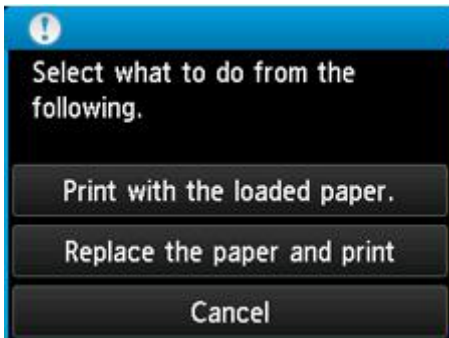 Select what to do from the
following.
Print with the loaded paper.
Replace the paper and print
Cancel